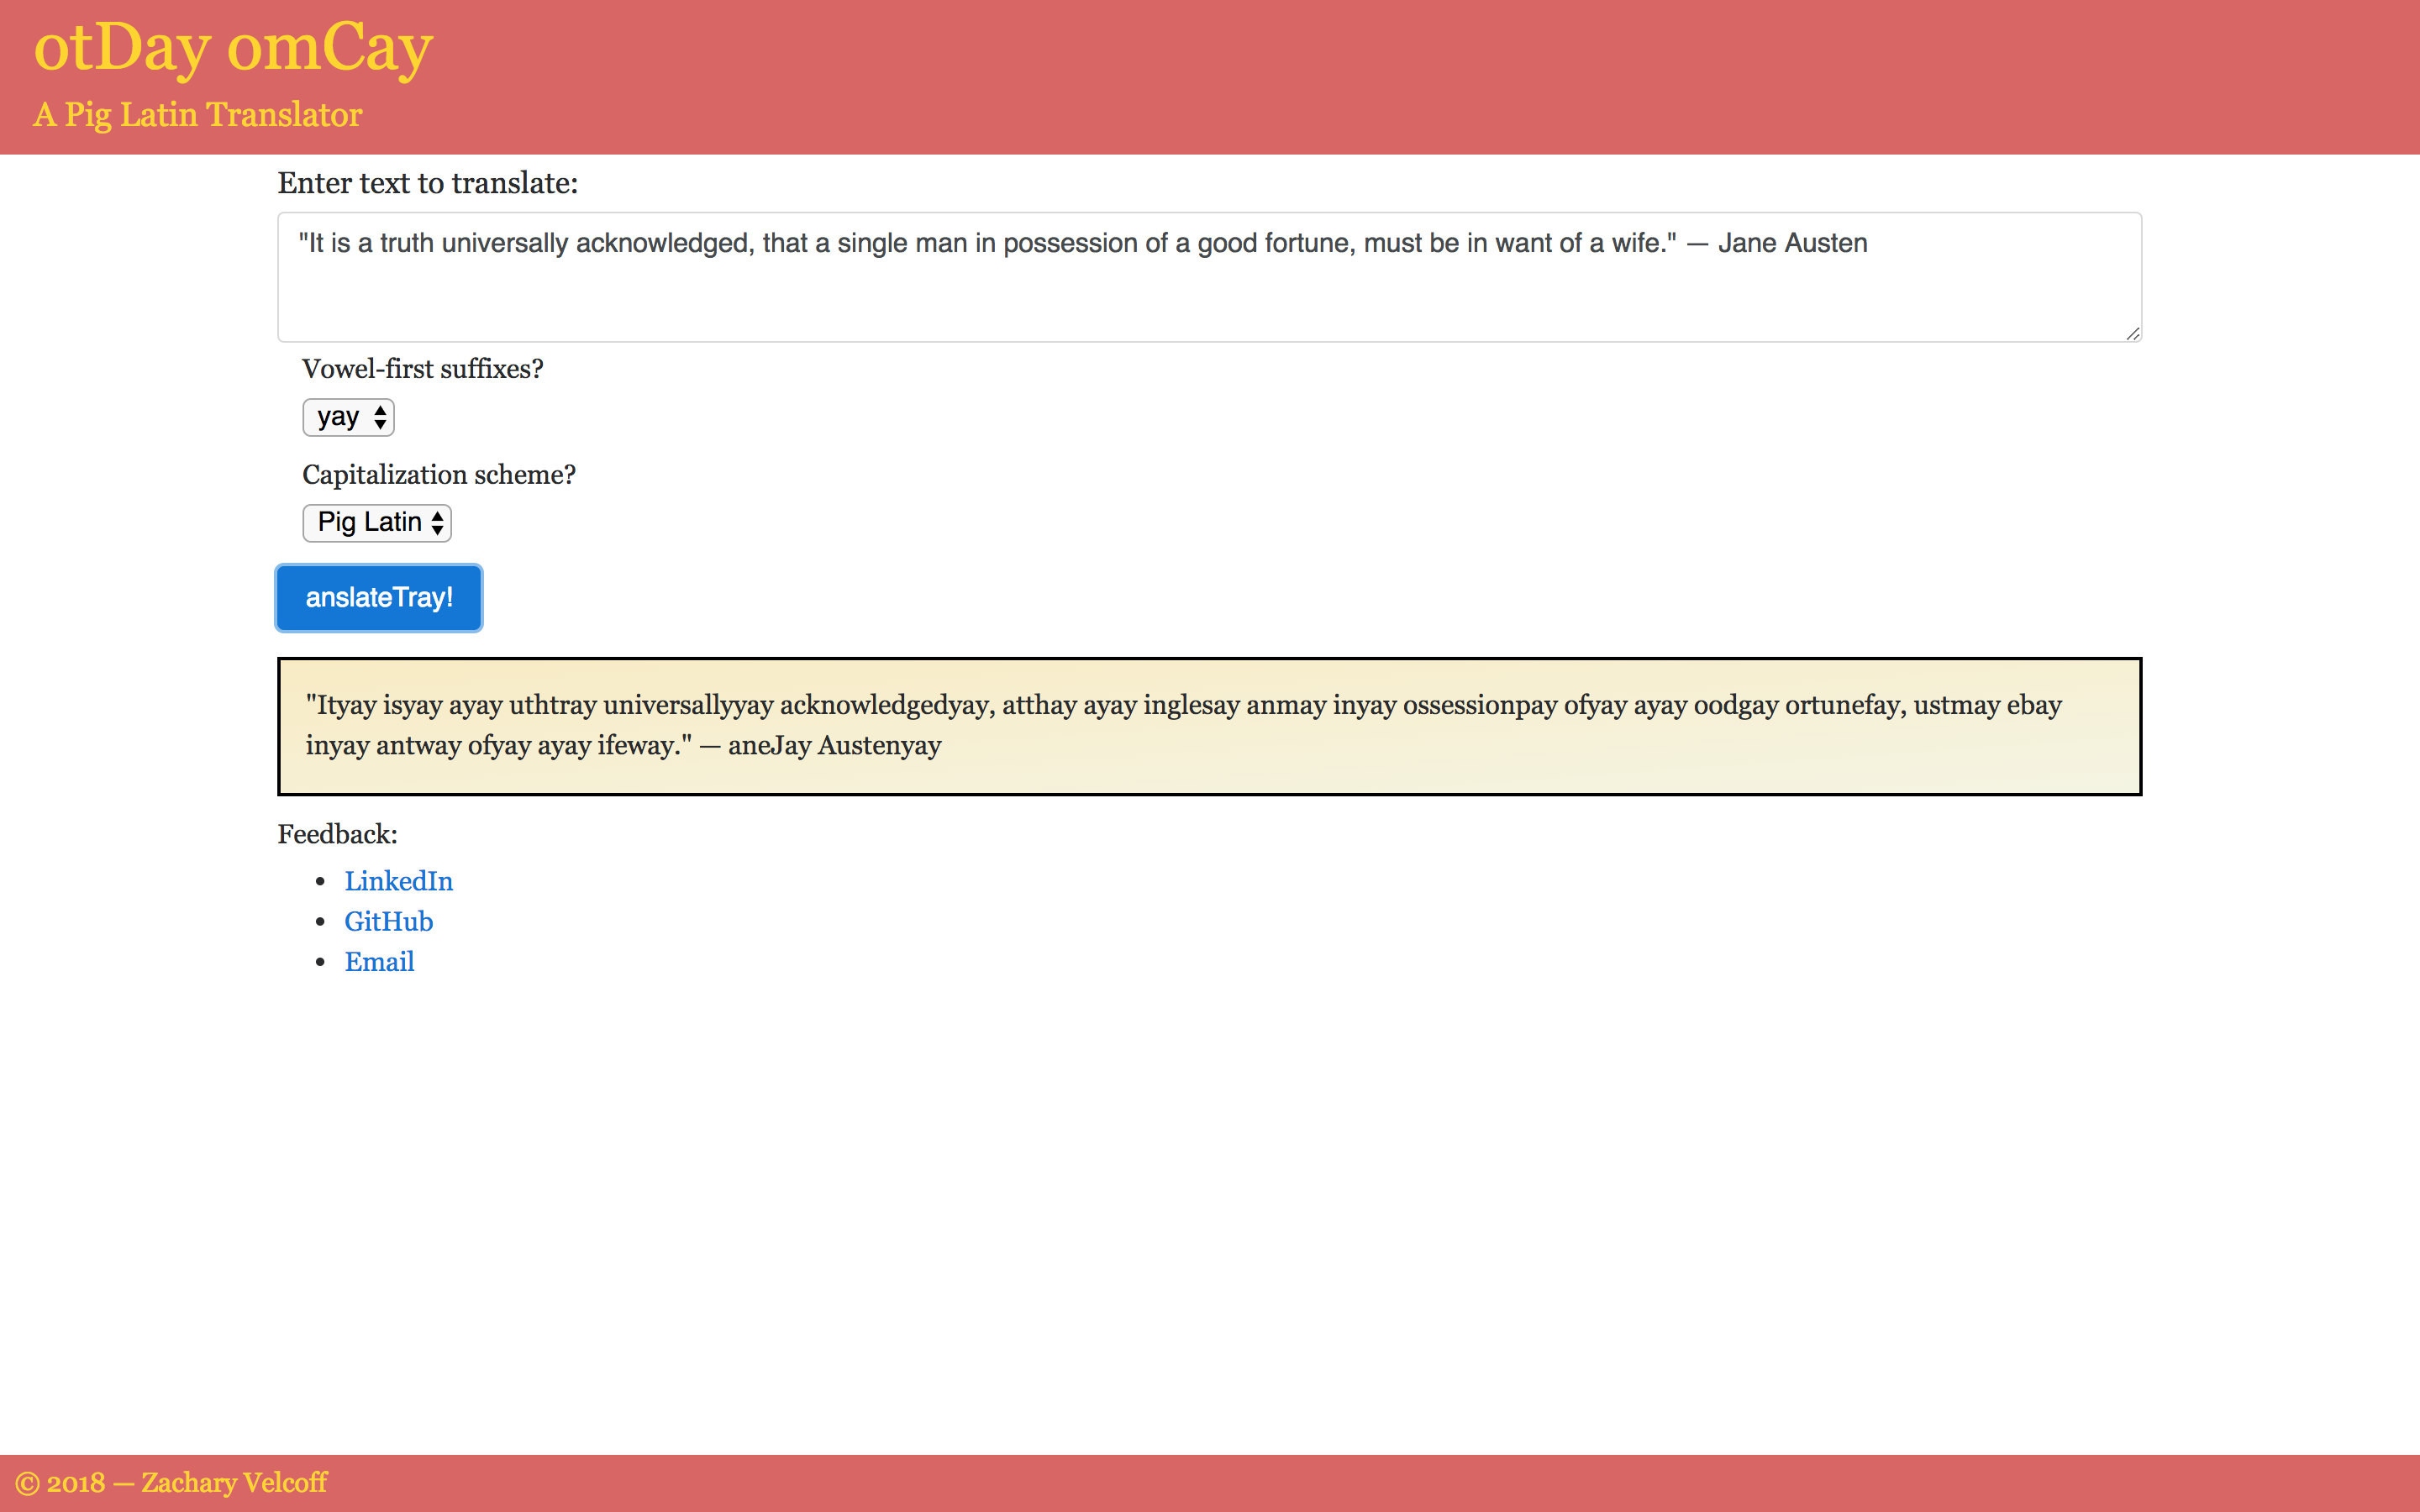 otDay omCay
A Pig Latin Translator
Enter text to translate:
"It is a truth universally acknowledged, that a single man in possession of a good fortune, must be in want of a wife." — Jane Austen
Vowel-first suffixes?
yay
Capitalization scheme?
Pig Latin
anslateTray!
"Ityay isyay ayay uthtray universallyyay acknowledgedyay, atthay ayay inglesay anmay inyay ossessionpay ofyay ayay oodgay ortunefay, ustmay ebay
inyay antway ofyay ayay ifeway." — aneJay Austenyay
Feedback:
• LinkedIn
• GitHub
• Email
© 2018 — Zachary Velcoff